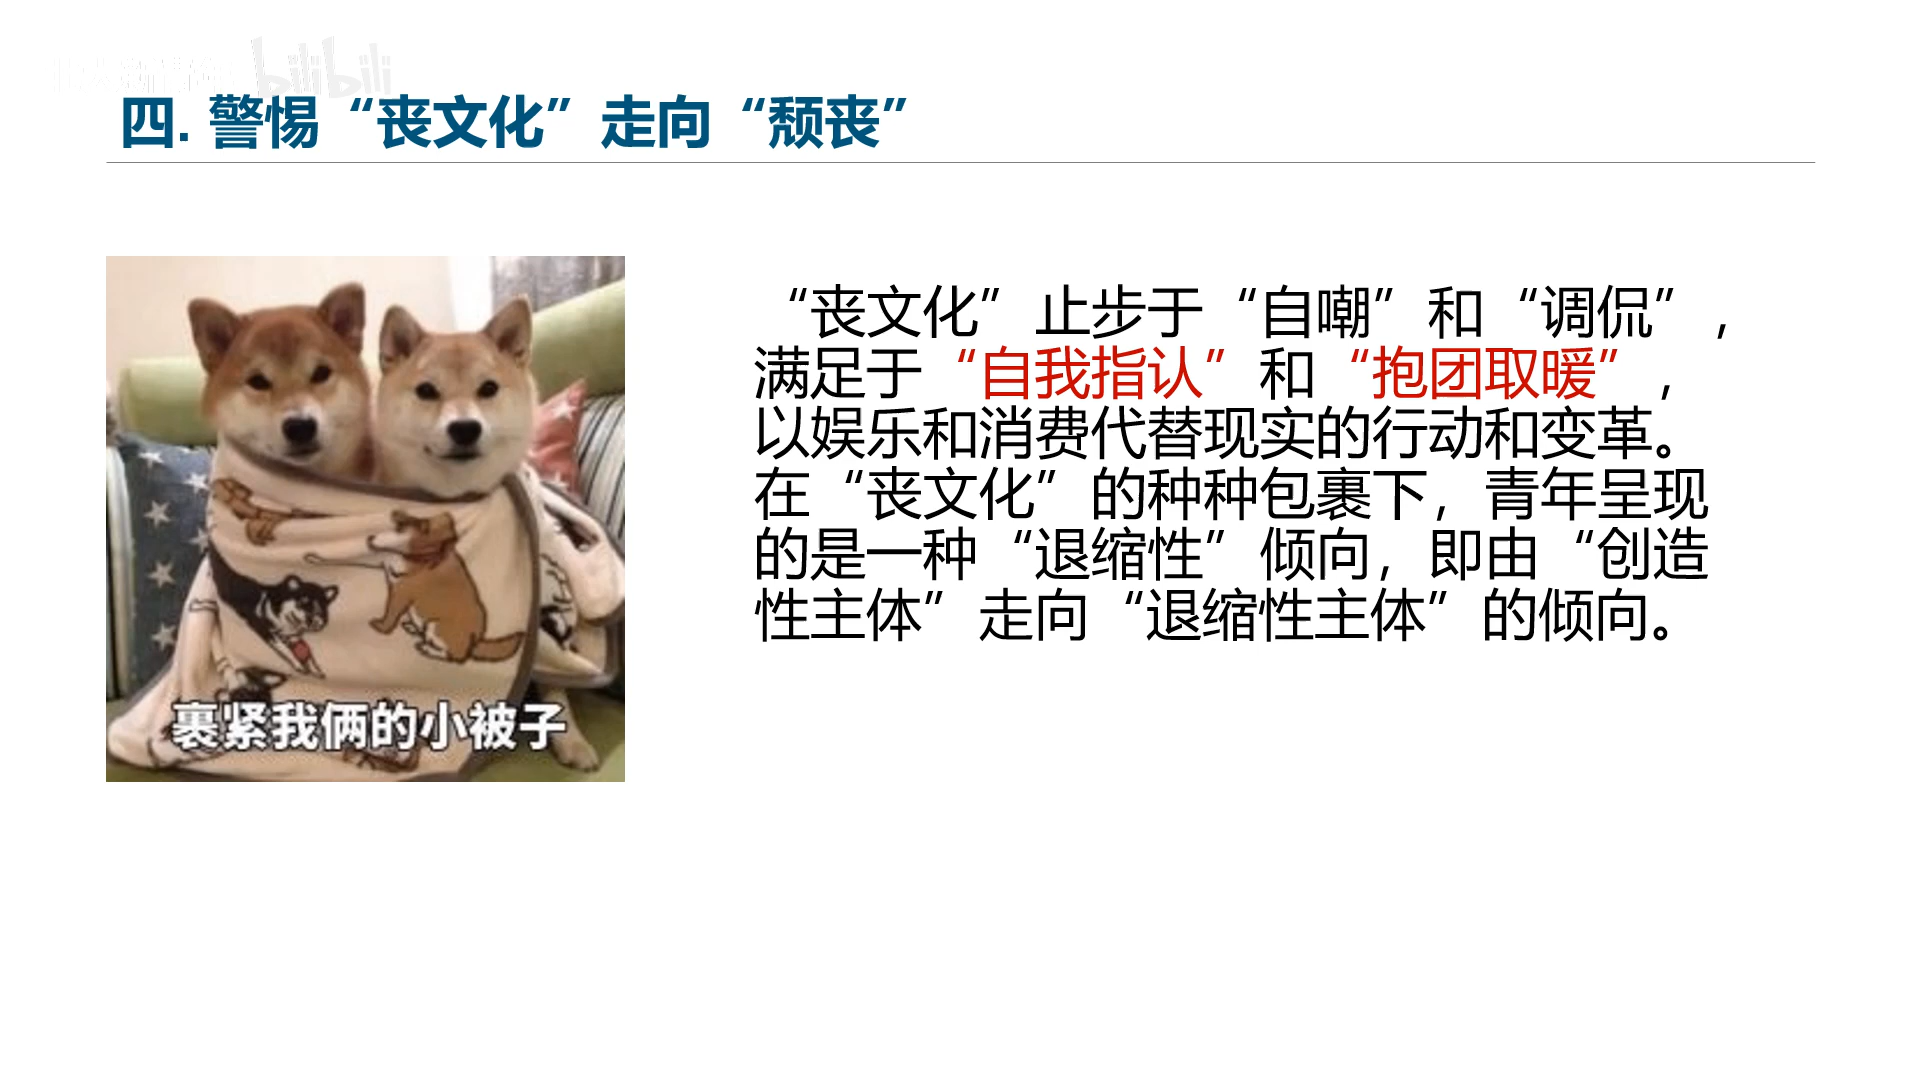 bilibili
四. 警惕“丧文化”走向“颓丧”
“丧文化”止步于“自嘲”和“调侃”，
满足于“自我指认”和“抱团取暖”，
以娱乐和消费代替现实的行动和变革。
在“丧文化”的种种包裹下，青年呈现
的是一种“退缩性”倾向，即由“创造
性主体”走向“退缩性主体”的倾向。
裹紧我俩的小被子